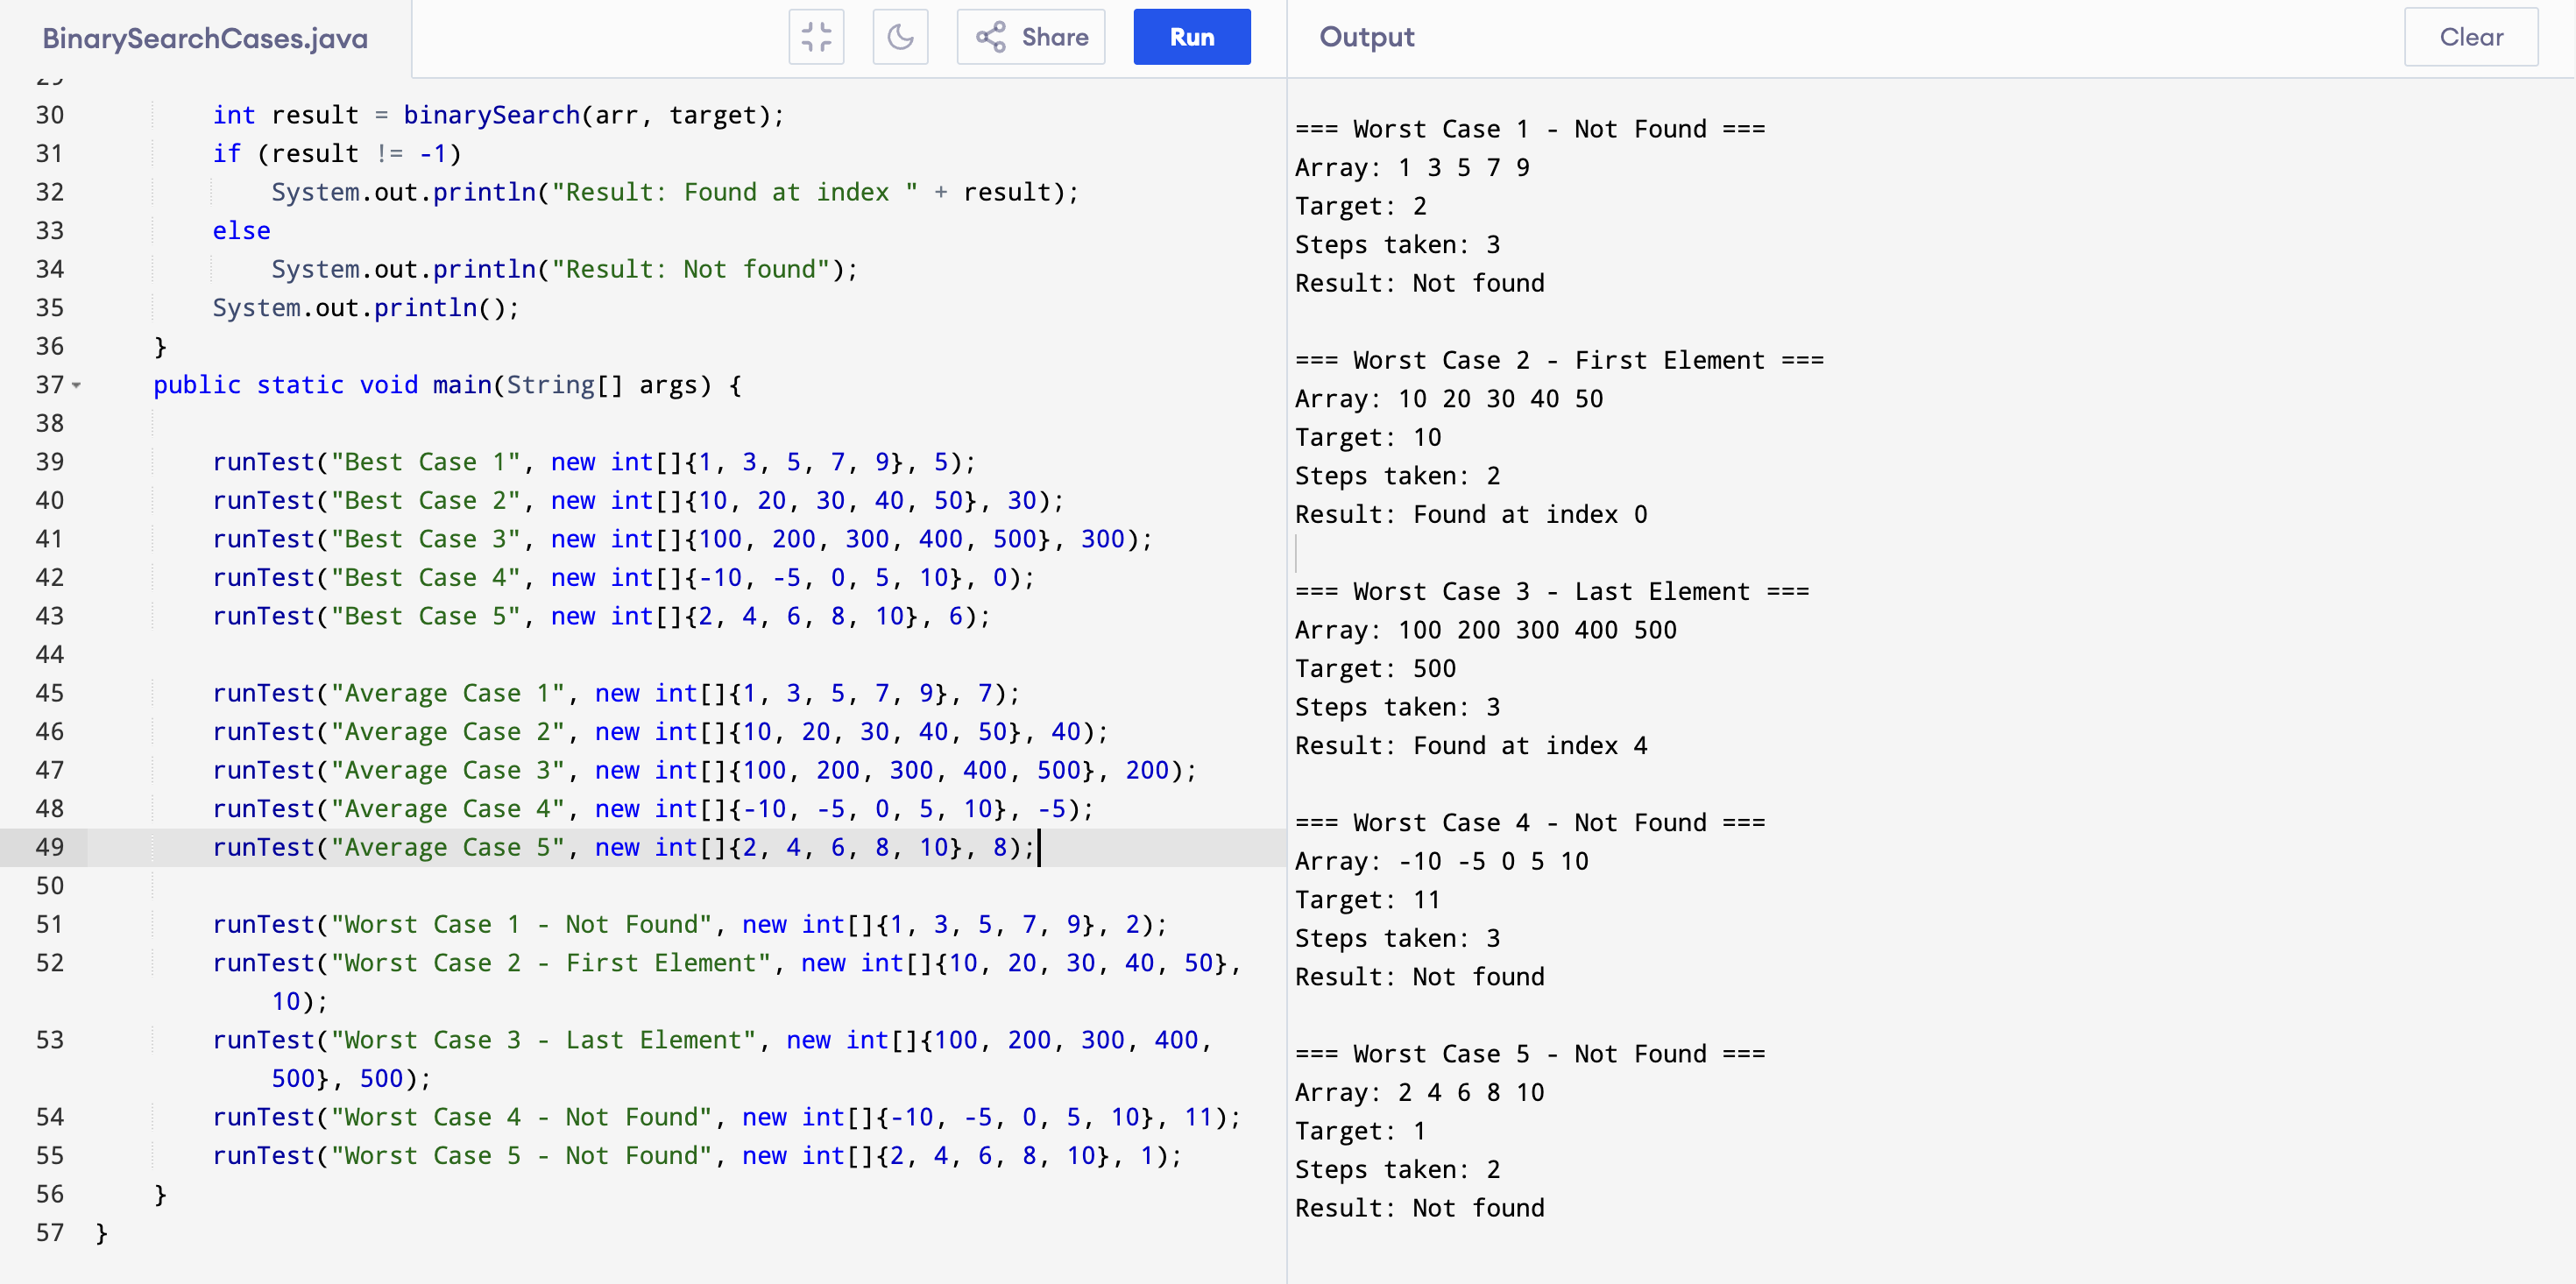 BinarySearchCases.java
Share
Run
Output
Clear
30 int result = binarySearch(arr, target);
31 if (result != -1)
32 System.out.println("Result: Found at index " + result);
33 else
34 System.out.println("Result: Not found");
35 System.out.println();
36 }
37 public static void main(String[] args) {
38
39 runTest("Best Case 1", new int[]{1, 3, 5, 7, 9}, 5);
40 runTest("Best Case 2", new int[]{10, 20, 30, 40, 50}, 30);
41 runTest("Best Case 3", new int[]{100, 200, 300, 400, 500}, 300);
42 runTest("Best Case 4", new int[]{-10, -5, 0, 5, 10}, 0);
43 runTest("Best Case 5", new int[]{2, 4, 6, 8, 10}, 6);
44
45 runTest("Average Case 1", new int[]{1, 3, 5, 7, 9}, 7);
46 runTest("Average Case 2", new int[]{10, 20, 30, 40, 50}, 40);
47 runTest("Average Case 3", new int[]{100, 200, 300, 400, 500}, 200);
48 runTest("Average Case 4", new int[]{-10, -5, 0, 5, 10}, -5);
49 runTest("Average Case 5", new int[]{2, 4, 6, 8, 10}, 8);
50
51 runTest("Worst Case 1 - Not Found", new int[]{1, 3, 5, 7, 9}, 2);
52 runTest("Worst Case 2 - First Element", new int[]{10, 20, 30, 40, 50},
10);
53 runTest("Worst Case 3 - Last Element", new int[]{100, 200, 300, 400,
500}, 500);
54 runTest("Worst Case 4 - Not Found", new int[]{-10, -5, 0, 5, 10}, 11);
55 runTest("Worst Case 5 - Not Found", new int[]{2, 4, 6, 8, 10}, 1);
56 }
57 }
=== Worst Case 1 - Not Found ===
Array: 1 3 5 7 9
Target: 2
Steps taken: 3
Result: Not found
=== Worst Case 2 - First Element ===
Array: 10 20 30 40 50
Target: 10
Steps taken: 2
Result: Found at index 0
=== Worst Case 3 - Last Element ===
Array: 100 200 300 400 500
Target: 500
Steps taken: 3
Result: Found at index 4
=== Worst Case 4 - Not Found ===
Array: -10 -5 0 5 10
Target: 11
Steps taken: 3
Result: Not found
=== Worst Case 5 - Not Found ===
Array: 2 4 6 8 10
Target: 1
Steps taken: 2
Result: Not found